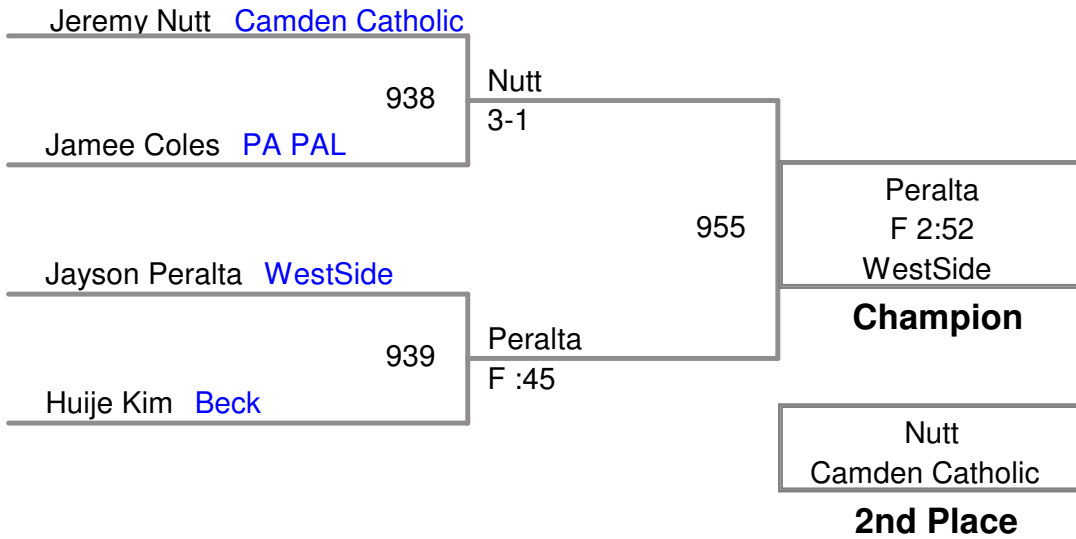 Jeremy Nutt Camden Catholic
938
Nutt
3-1
Jamee Coles PA PAL
955
Peralta
F 2:52
WestSide
Champion
Jayson Peralta WestSide
939
Peralta
F :45
Huije Kim Beck
Nutt
Camden Catholic
2nd Place